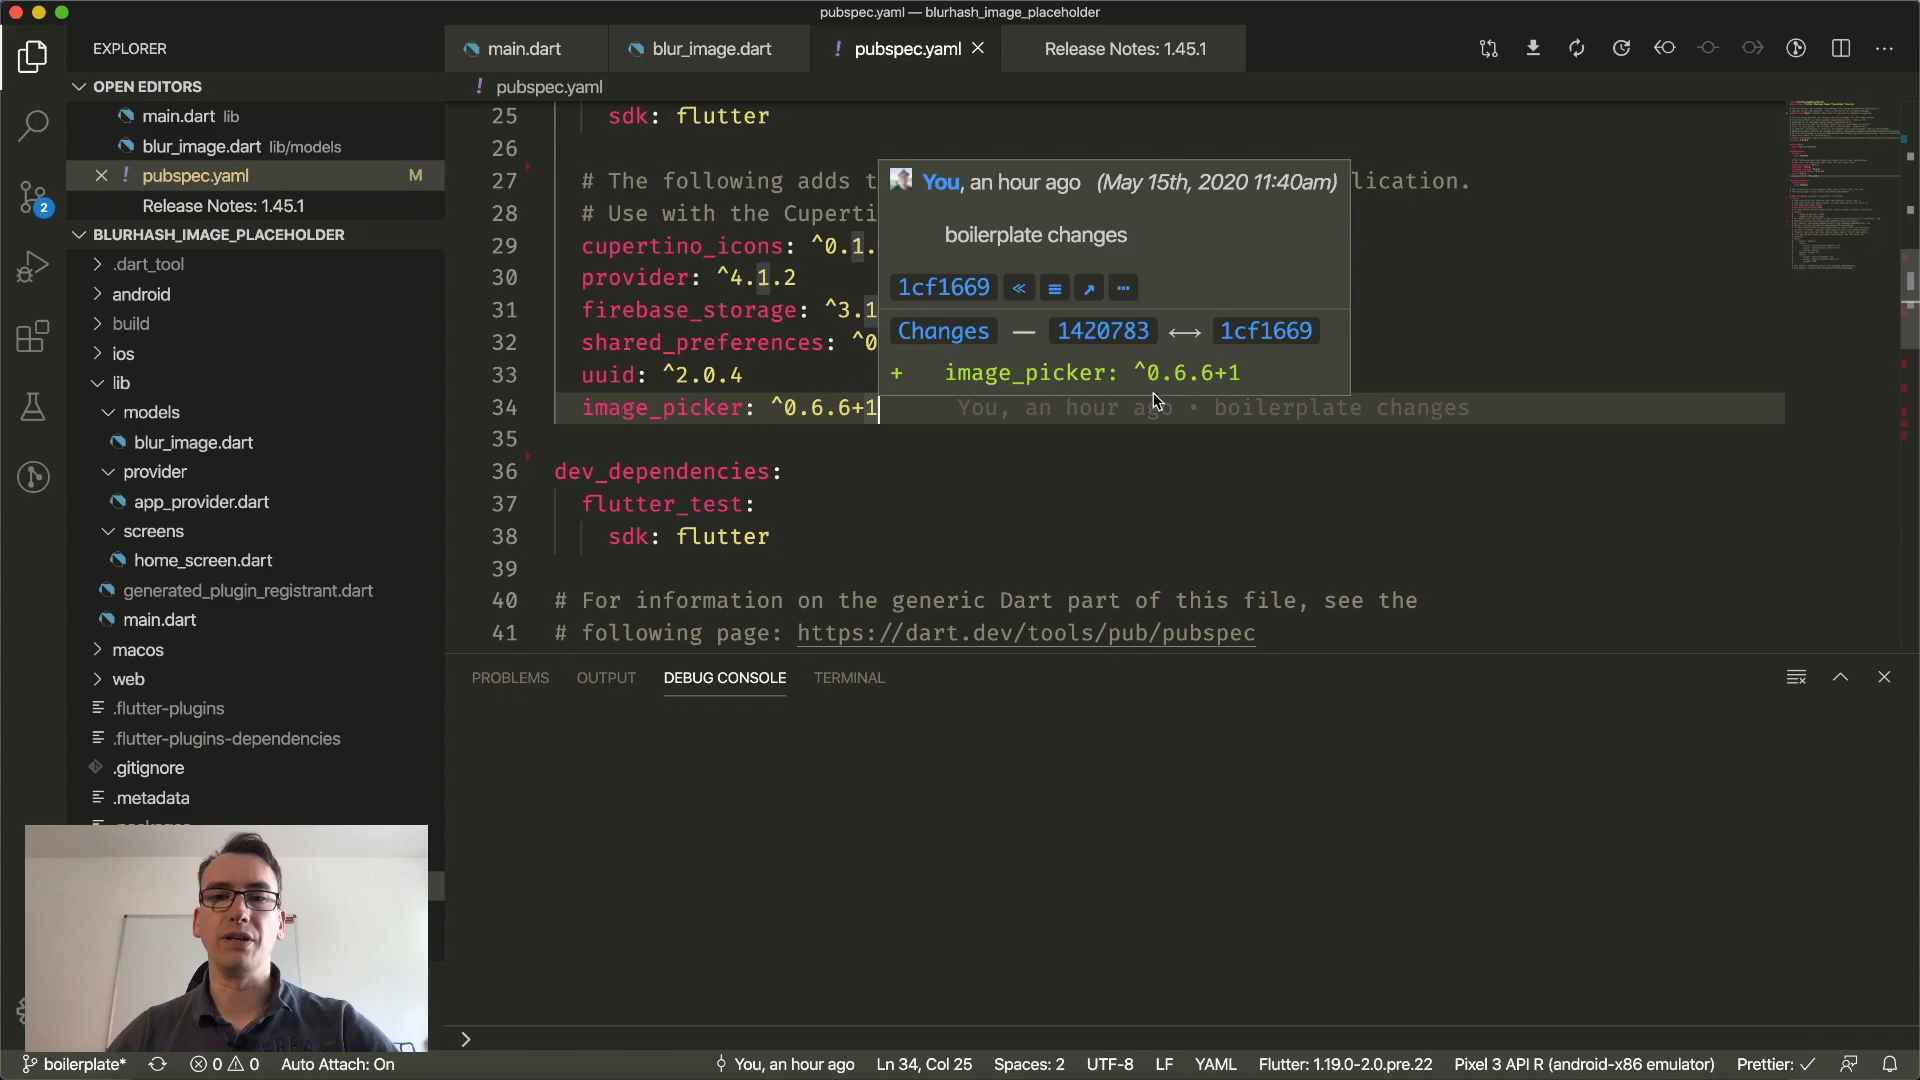 pubspec.yaml — blurhash_image_placeholder
EXPLORER
main.dart
blur_image.dart
! pubspec.yaml
Release Notes: 1.45.1
OPEN EDITORS
main.dart lib
blur_image.dart lib/models
! pubspec.yaml M
Release Notes: 1.45.1
2
BLURHASH_IMAGE_PLACEHOLDER
.dart_tool
android
build
ios
lib
models
blur_image.dart
provider
app_provider.dart
screens
home_screen.dart
generated_plugin_registrant.dart
main.dart
macos
web
.flutter-plugins
.flutter-plugins-dependencies
.gitignore
.metadata
! pubspec.yaml
25 sdk: flutter
26
27 # The following adds t lication.
28 # Use with the Cuperti
29 cupertino_icons: ^0.1.
30 provider: ^4.1.2
31 firebase_storage: ^3.1
32 shared_preferences: ^0
33 uuid: ^2.0.4
34 image_picker: ^0.6.6+1 You, an hour ago • boilerplate changes
35
36 dev_dependencies:
37 flutter_test:
38 sdk: flutter
39
40 # For information on the generic Dart part of this file, see the
41 # following page: https://dart.dev/tools/pub/pubspec
You, an hour ago (May 15th, 2020 11:40am)
boilerplate changes
1cf1669
Changes — 1420783 ⟷ 1cf1669
+ image_picker: ^0.6.6+1
PROBLEMS OUTPUT DEBUG CONSOLE TERMINAL
boilerplate* 0 0 Auto Attach: On You, an hour ago Ln 34, Col 25 Spaces: 2 UTF-8 LF YAML Flutter: 1.19.0-2.0.pre.22 Pixel 3 API R (android-x86 emulator) Prettier: ✓